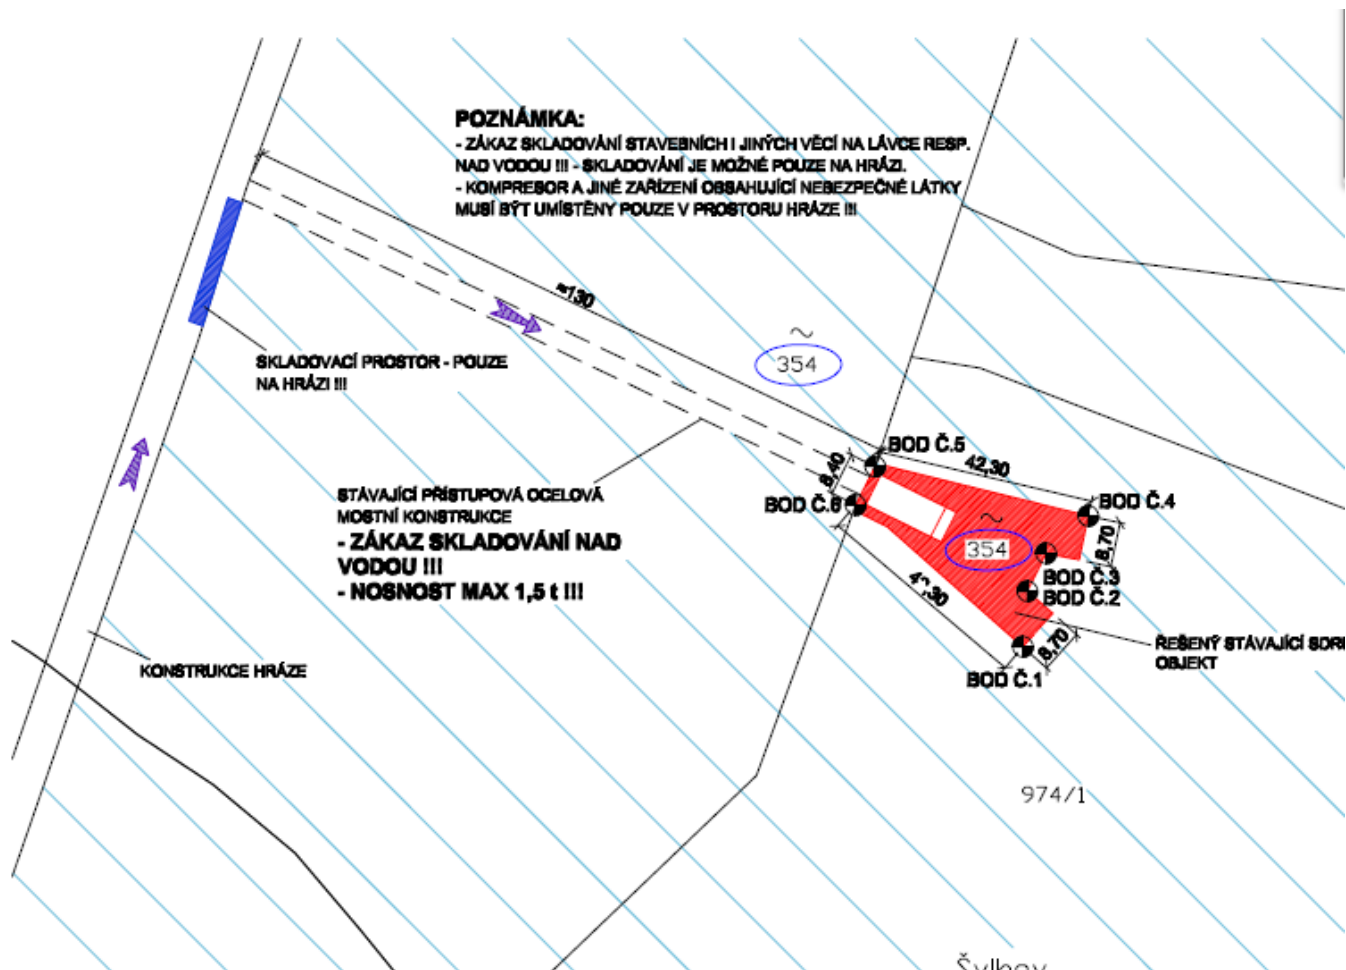 POZNÁMKA:
- ZÁKAZ SKLADOVÁNÍ STAVEBNÍCH I JINÝCH VĚCÍ NA LÁVCE RESP.
NAD VODOU !!! - SKLADOVÁNÍ JE MOŽNÉ POUZE NA HRÁZI.
- KOMPRESOR A JINÉ ZAŘÍZENÍ OBSAHUJÍCÍ NEBEZPEČNÉ LÁTKY
MUSÍ BÝT UMÍSTĚNY POUZE V PROSTORU HRÁZE !!!
≈130
354
SKLADOVACÍ PROSTOR - POUZE
NA HRÁZI !!!
BOD Č.5
42,30
8,40
STÁVAJÍCÍ PŘÍSTUPOVÁ OCELOVÁ
MOSTNÍ KONSTRUKCE
- ZÁKAZ SKLADOVÁNÍ NAD
VODOU !!!
- NOSNOST MAX 1,5 t !!!
BOD Č.6
BOD Č.4
354
8,70
BOD Č.3
BOD Č.2
42,30
8,70
ŘEŠENÝ STÁVAJÍCÍ
OBJEKT
KONSTRUKCE HRÁZE
BOD Č.1
974/1